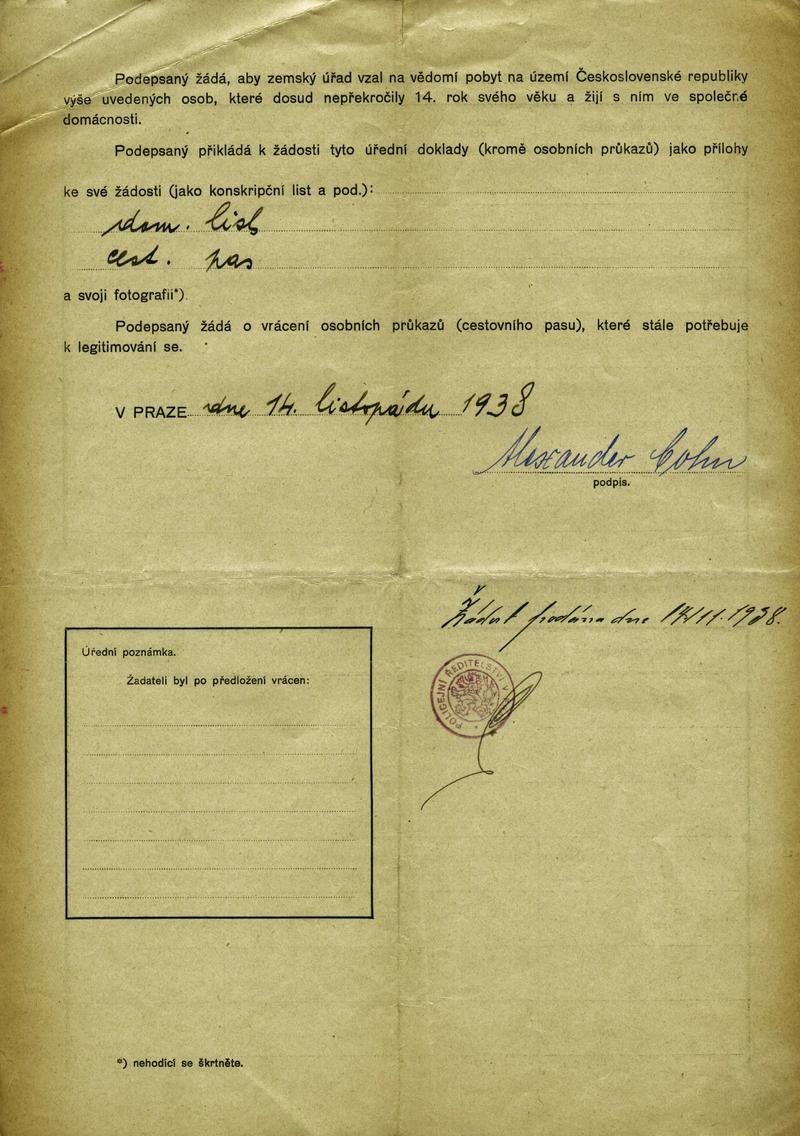 Podepsaný žádá, aby zemský úřad vzal na vědomí pobyt na území Československé republiky
výše uvedených osob, které dosud nepřekročily 14. rok svého věku a žijí s ním ve společné
domácnosti.
Podepsaný přikládá k žádosti tyto úřední doklady (kromě osobních průkazů) jako přílohy
ke své žádosti (jako konskripční list a pod.):
dom. list
cest. pas
a svoji fotografii*)
Podepsaný žádá o vrácení osobních průkazů (cestovního pasu), které stále potřebuje
k legitimování se.
V PRAZE dne 14. listopádu 1938
Alexander Cohn
podpis.
Žádost podána dne 14/11. 1938.
Úřední poznámka.
Žadateli byl po předložení vrácen:
POLICEJNÍ ŘEDITELSTVÍ V
*) nehodící se škrtněte.